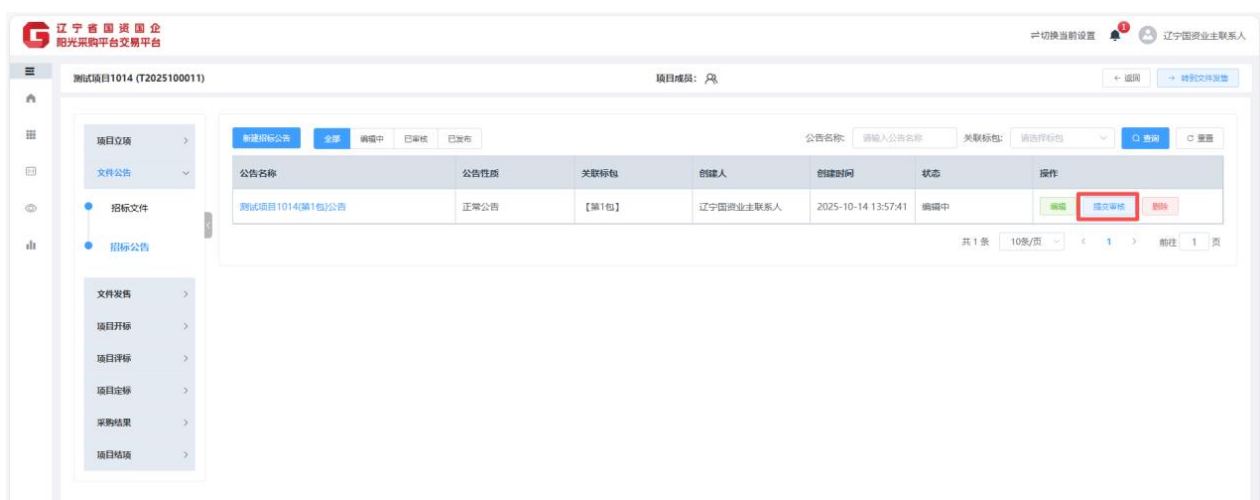 辽宁省国资国企
阳光采购平台交易平台
切换当前设置 1 辽宁国资业主联系人
测试项目1014 (T2025100011) 项目成员: ← 返回 → 转到文件发售
项目立项
文件公告
招标文件
招标公告
文件发售
项目开标
项目评标
项目定标
采购结果
项目结项
新建招标公告 全部 编辑中 已审核 已发布 公告名称: 请输入公告名称 关联标包: 请选择标包 查询 重置
公告名称 公告性质 关联标包 创建人 创建时间 状态 操作
测试项目1014(第1包)公告 正常公告 【第1包】 辽宁国资业主联系人 2025-10-14 13:57:41 编辑中 编辑 提交审核 删除
共 1 条 10条/页 < 1 > 前往 1 页